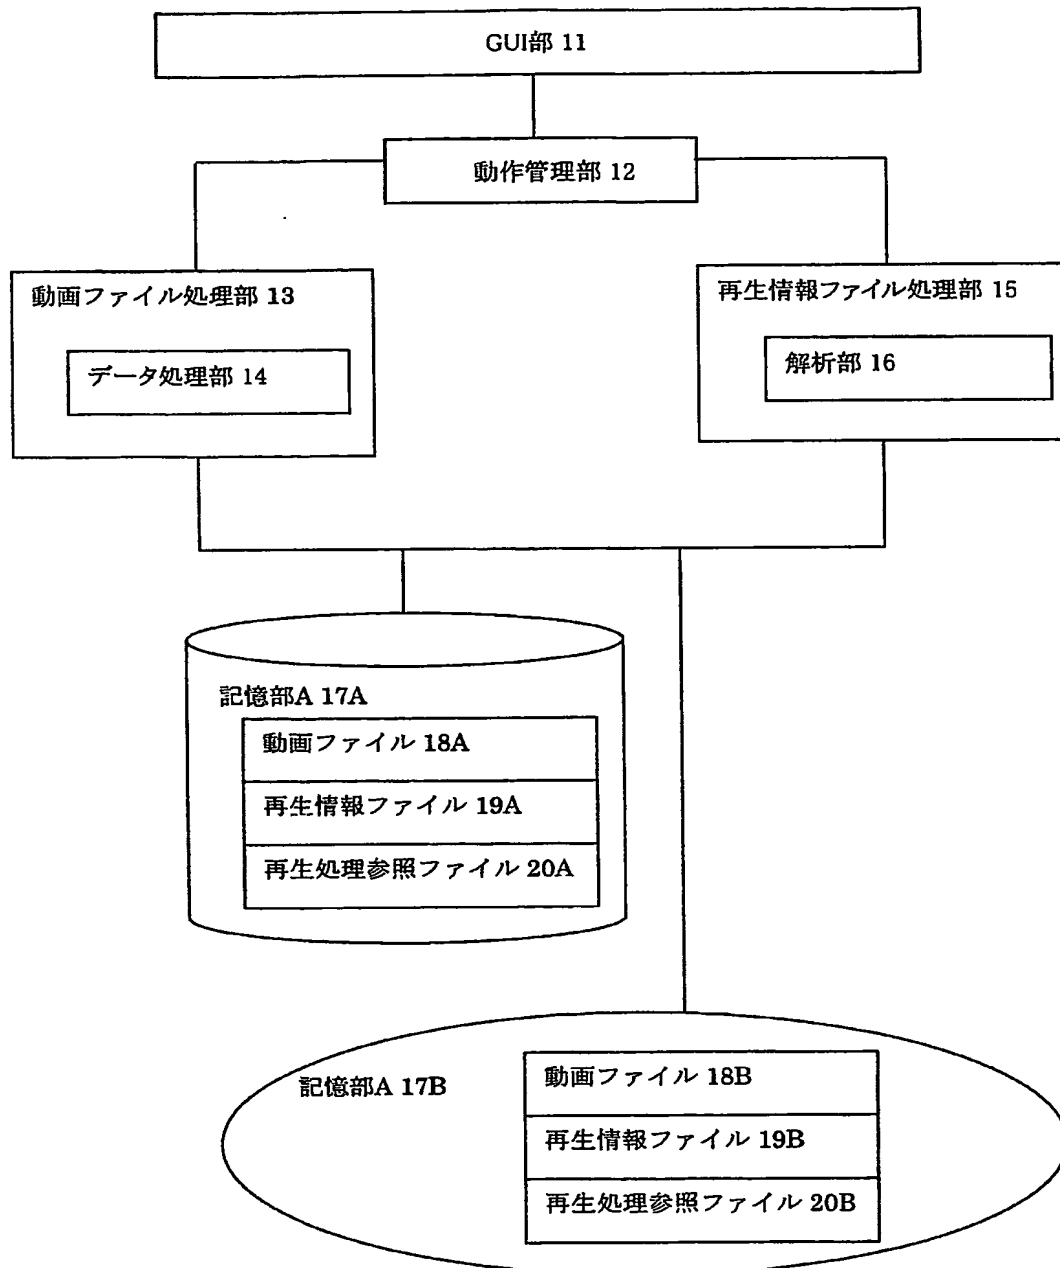 GUI部 11
動作管理部 12
動画ファイル処理部 13
データ処理部 14
再生情報ファイル処理部 15
解析部 16
記憶部A 17A
動画ファイル 18A
再生情報ファイル 19A
再生処理参照ファイル 20A
記憶部A 17B
動画ファイル 18B
再生情報ファイル 19B
再生処理参照ファイル 20B